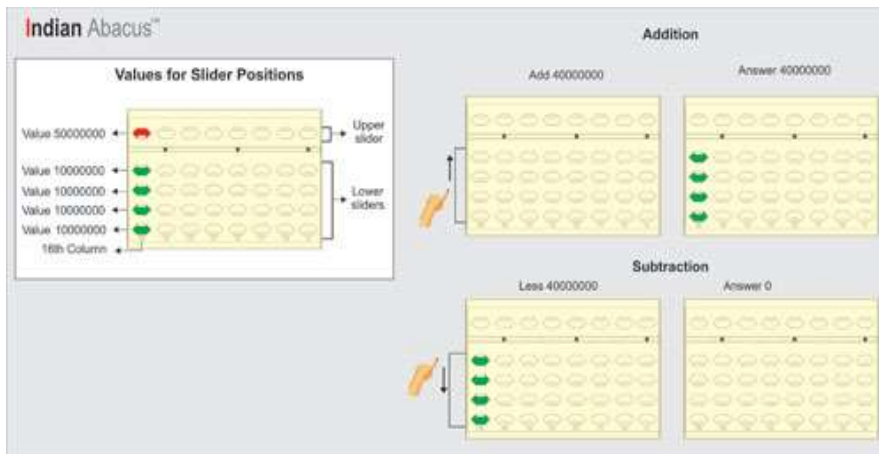 Indian Abacus™
Values for Slider Positions
Value 50000000
Upper
slider
Value 10000000
Value 10000000
Value 10000000
Value 10000000
Lower
sliders
16th Column
Addition
Add 40000000
Answer 40000000
Subtraction
Less 40000000
Answer 0